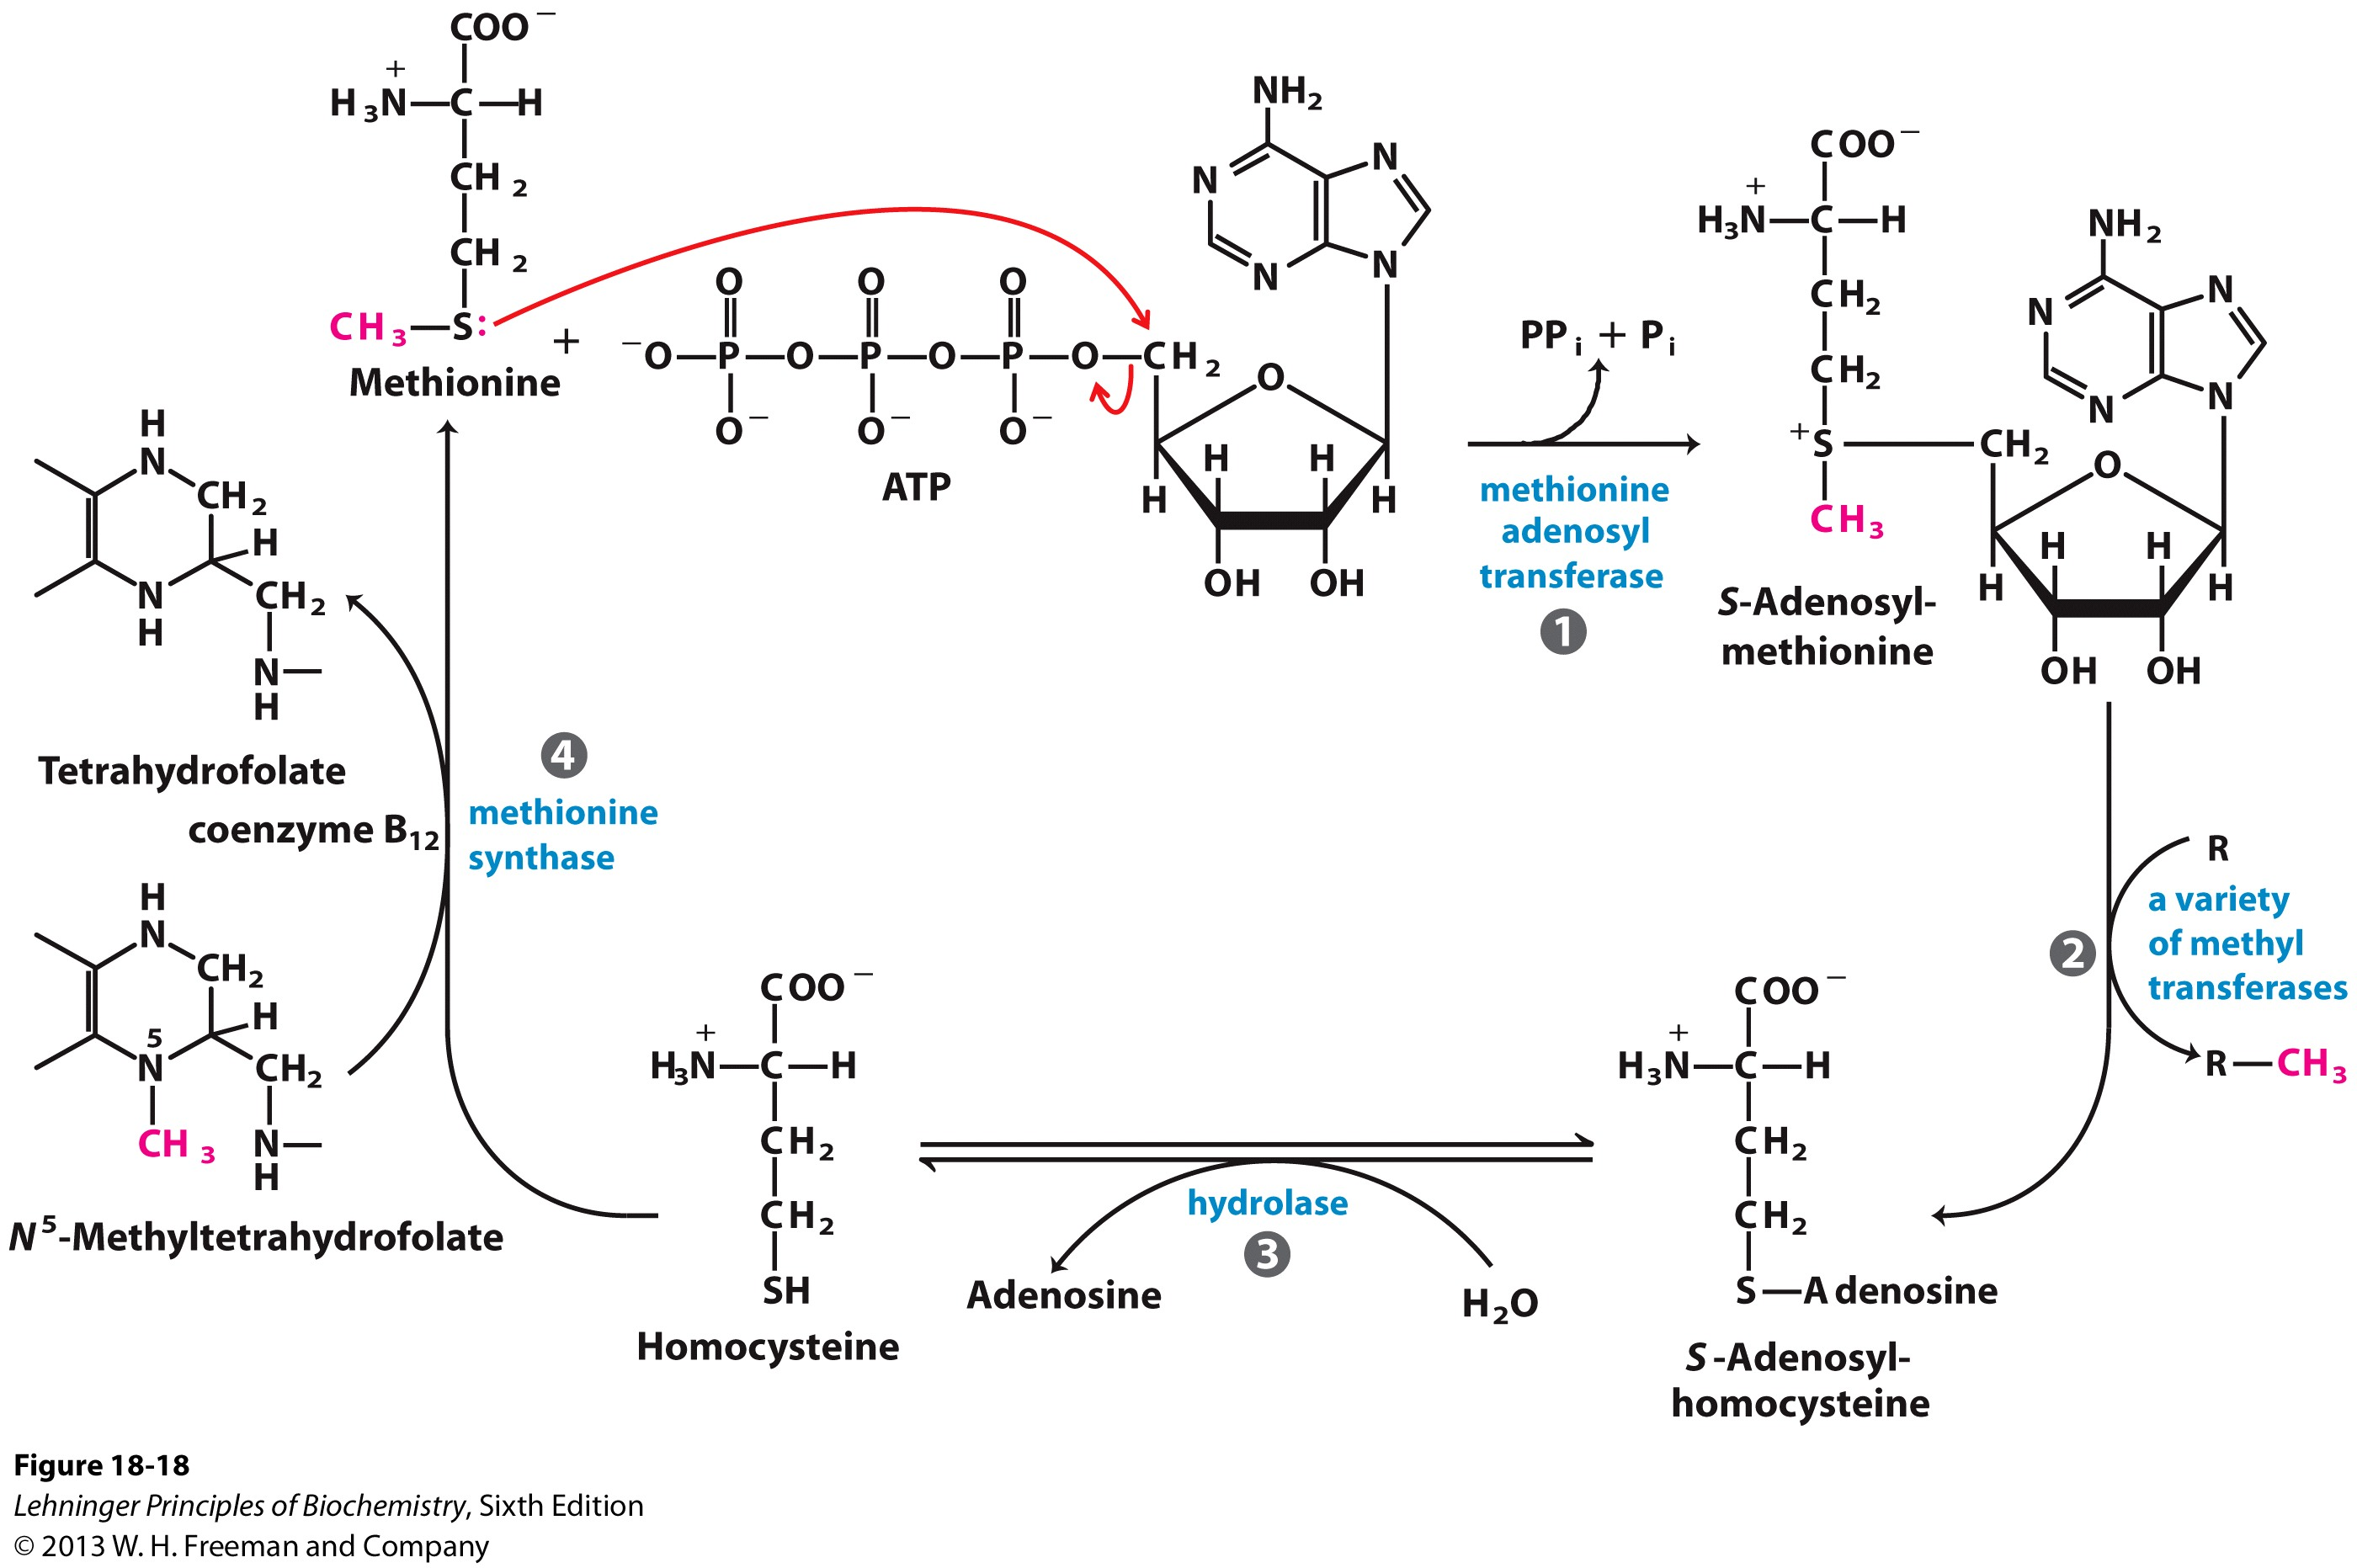 COO⁻
H₃N⁺—C—H
CH₂
CH₂
CH₃—S:
Methionine
+
O O O
⁻O—P—O—P—O—P—O—CH₂
O⁻ O⁻ O⁻
ATP
NH₂
N
N
N
N
O
H H
H H
OH OH
PPᵢ + Pᵢ
methionine
adenosyl
transferase
1
COO⁻
H₃N⁺—C—H
CH₂
CH₂
⁺S—CH₂
CH₃
NH₂
N
N
N
N
O
H H
H H
OH OH
S-Adenosyl-
methionine
R
a variety
of methyl
transferases
2
R—CH₃
COO⁻
H₃N⁺—C—H
CH₂
CH₂
S—Adenosine
S-Adenosyl-
homocysteine
hydrolase
3
H₂O
Adenosine
COO⁻
H₃N⁺—C—H
CH₂
CH₂
SH
Homocysteine
4
methionine
synthase
coenzyme B₁₂
H
N
CH₂
H
N
H
CH₂
N
H
Tetrahydrofolate
H
N
CH₂
H
5
N
CH₂
CH₃
N
H
N⁵-Methyltetrahydrofolate
Figure 18-18
Lehninger Principles of Biochemistry, Sixth Edition
© 2013 W. H. Freeman and Company